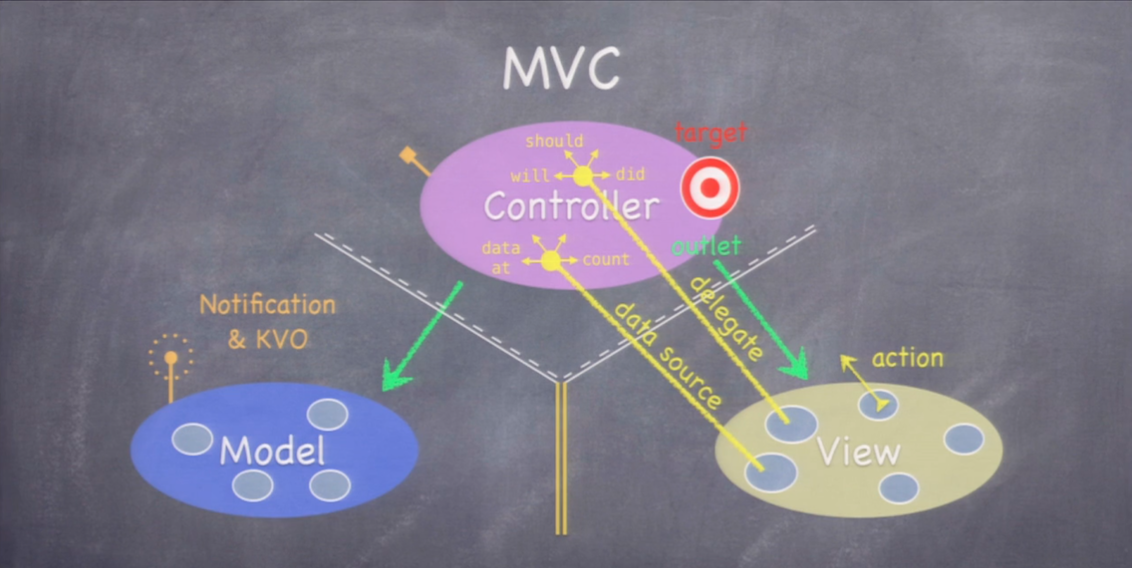 MVC
target
should
will
did
Controller
outlet
data
at
count
Notification
& KVO
delegate
data source
action
Model
View